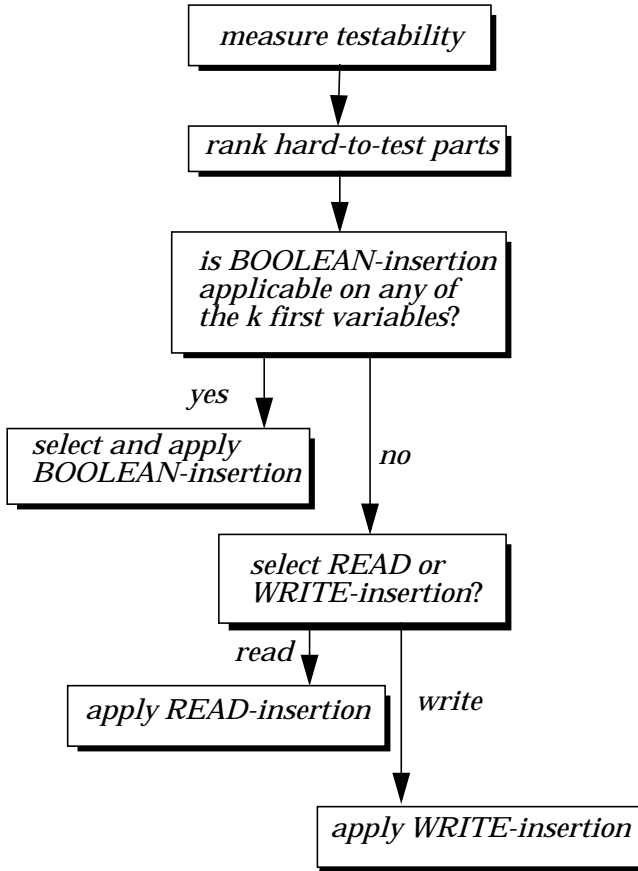 measure testability
rank hard-to-test parts
is BOOLEAN-insertion
applicable on any of
the k first variables?
yes
select and apply
BOOLEAN-insertion
no
select READ or
WRITE-insertion?
read
apply READ-insertion
write
apply WRITE-insertion